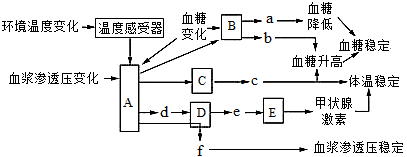 环境温度变化
温度感受器
血糖变化
B
a
血糖降低
b
血糖稳定
血糖升高
血浆渗透压变化
A
C
c
体温稳定
d
D
e
E
甲状腺激素
f
血浆渗透压稳定